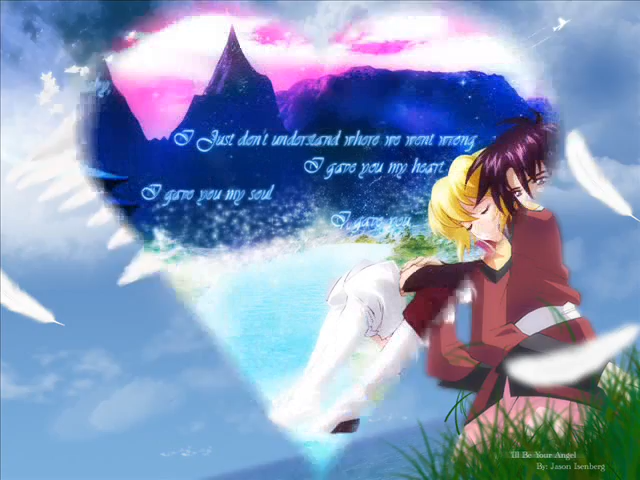 I Just don't understand where we went wrong
I gave you my heart
I gave you my soul
I gave you
I'll Be Your Angel
By: Jason Isenberg